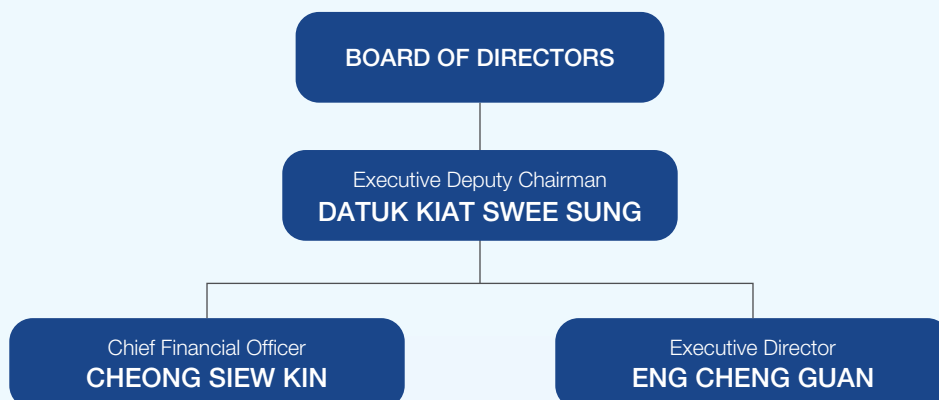 BOARD OF DIRECTORS
Executive Deputy Chairman
DATUK KIAT SWEE SUNG
Chief Financial Officer
CHEONG SIEW KIN
Executive Director
ENG CHENG GUAN